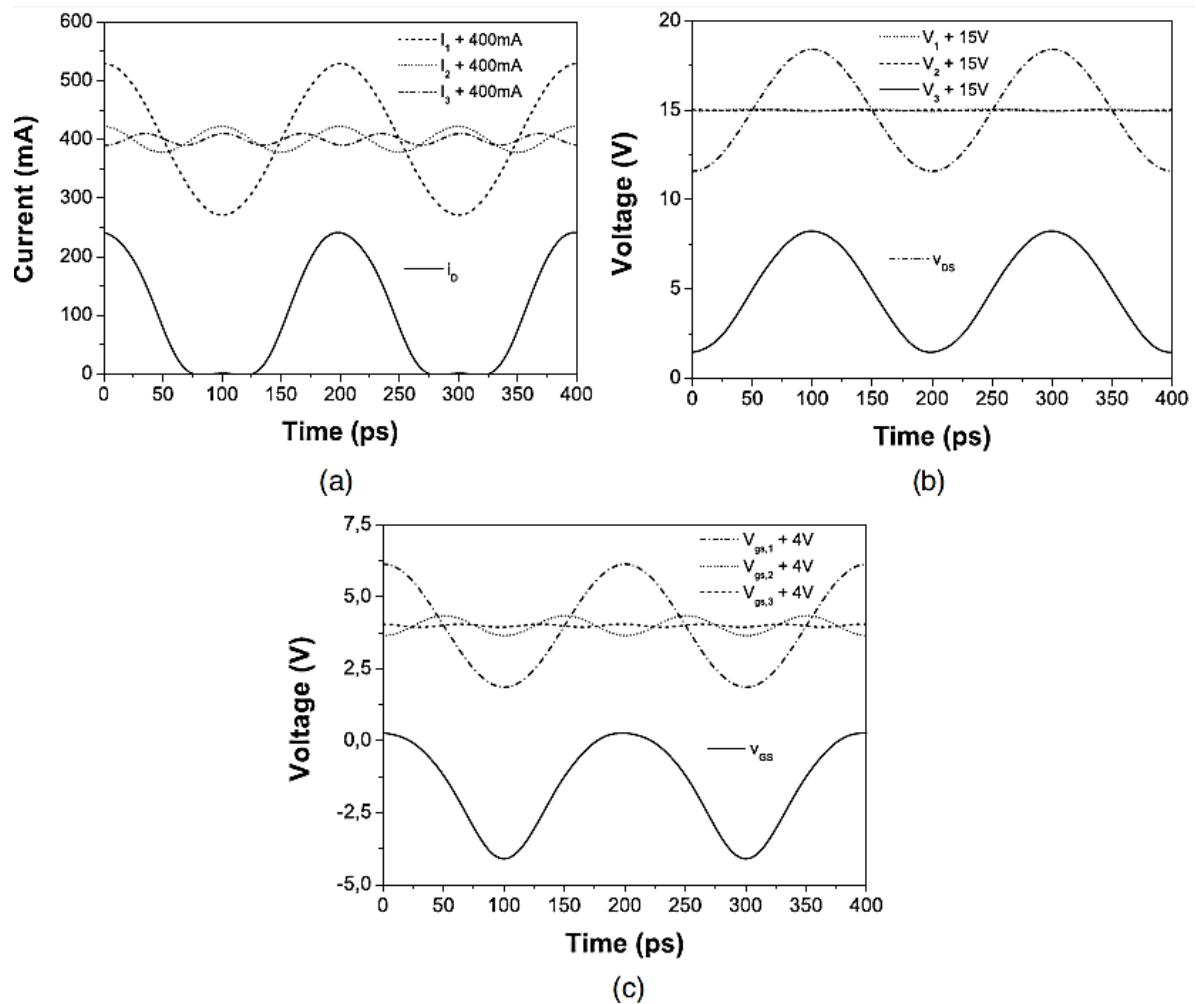 600
500
400
300
200
100
0
Current (mA)
I1 + 400mA
I2 + 400mA
I3 + 400mA
iD
0 50 100 150 200 250 300 350 400
Time (ps)
(a)
20
15
10
5
0
Voltage (V)
V1 + 15V
V2 + 15V
V3 + 15V
vDS
0 50 100 150 200 250 300 350 400
Time (ps)
(b)
7,5
5,0
2,5
0,0
-2,5
-5,0
Voltage (V)
Vgs,1 + 4V
Vgs,2 + 4V
Vgs,3 + 4V
vGS
0 50 100 150 200 250 300 350 400
Time (ps)
(c)